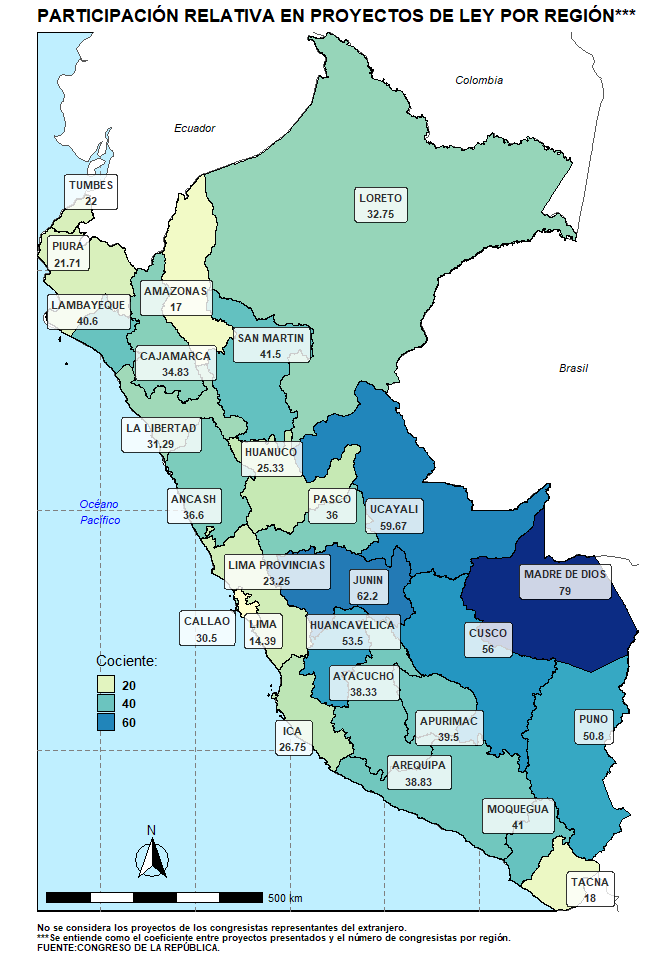 PARTICIPACIÓN RELATIVA EN PROYECTOS DE LEY POR REGIÓN***
Colombia
Ecuador
TUMBES
22
LORETO
32.75
PIURA
21.71
AMAZONAS
17
LAMBAYEQUE
40.6
SAN MARTIN
41.5
CAJAMARCA
34.83
Brasil
LA LIBERTAD
31.29
HUANUCO
25.33
ANCASH
36.6
PASCO
36
UCAYALI
59.67
Océano
Pacífico
LIMA PROVINCIAS
23.25
JUNIN
62.2
MADRE DE DIOS
79
CALLAO
30.5
LIMA
14.39
HUANCAVELICA
53.5
CUSCO
56
Cociente:
20
40
60
AYACUCHO
38.33
ICA
26.75
APURIMAC
39.5
PUNO
50.8
AREQUIPA
38.83
MOQUEGUA
41
N
TACNA
18
500 km
No se considera los proyectos de los congresistas representantes del extranjero.
***Se entiende como el coeficiente entre proyectos presentados y el número de congresistas por región.
FUENTE:CONGRESO DE LA REPÚBLICA.